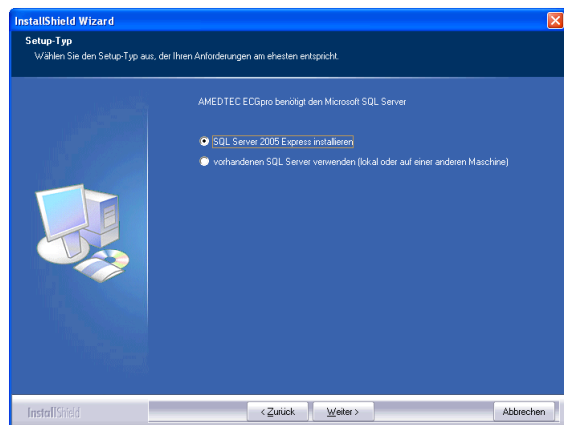 InstallShield Wizard
Setup-Typ
Wählen Sie den Setup-Typ aus, der Ihren Anforderungen am ehesten entspricht.
AMEDTEC ECGpro benötigt den Microsoft SQL Server
SQL Server 2005 Express installieren
vorhandenen SQL Server verwenden (lokal oder auf einer anderen Maschine)
InstallShield
< Zurück
Weiter >
Abbrechen